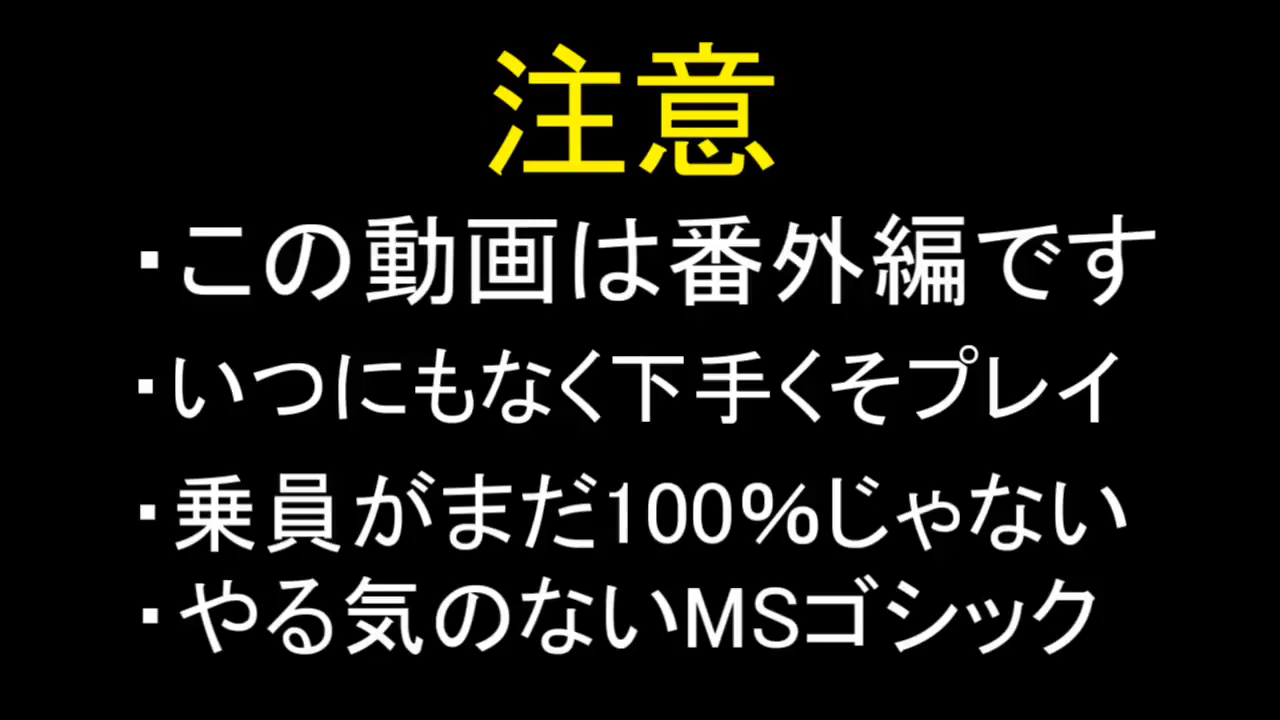 注意
・この動画は番外編です
・いつにもなく下手くそプレイ
・乗員がまだ100%じゃない
・やる気のないMSゴシック